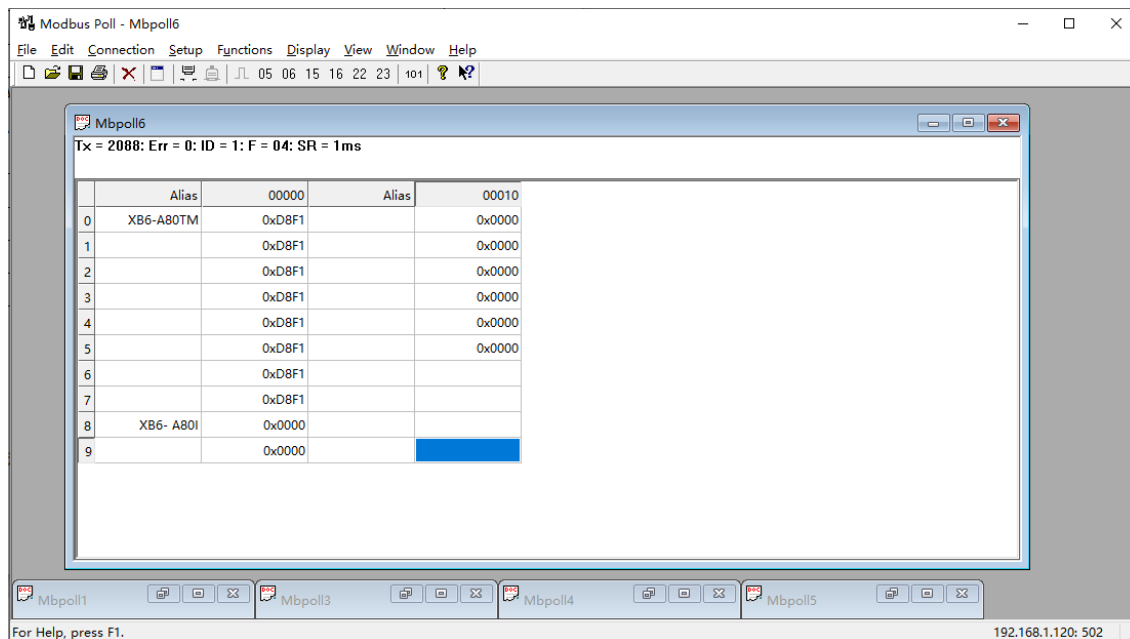 Modbus Poll - Mbpoll6
File Edit Connection Setup Functions Display View Window Help
05 06 15 16 22 23 101
Mbpoll6
Tx = 2088: Err = 0: ID = 1: F = 04: SR = 1ms
Alias 00000 Alias 00010
0 XB6-A80TM 0xD8F1 0x0000
1 0xD8F1 0x0000
2 0xD8F1 0x0000
3 0xD8F1 0x0000
4 0xD8F1 0x0000
5 0xD8F1 0x0000
6 0xD8F1
7 0xD8F1
8 XB6- A80I 0x0000
9 0x0000
Mbpoll1 Mbpoll3 Mbpoll4 Mbpoll5
For Help, press F1. 192.168.1.120: 502